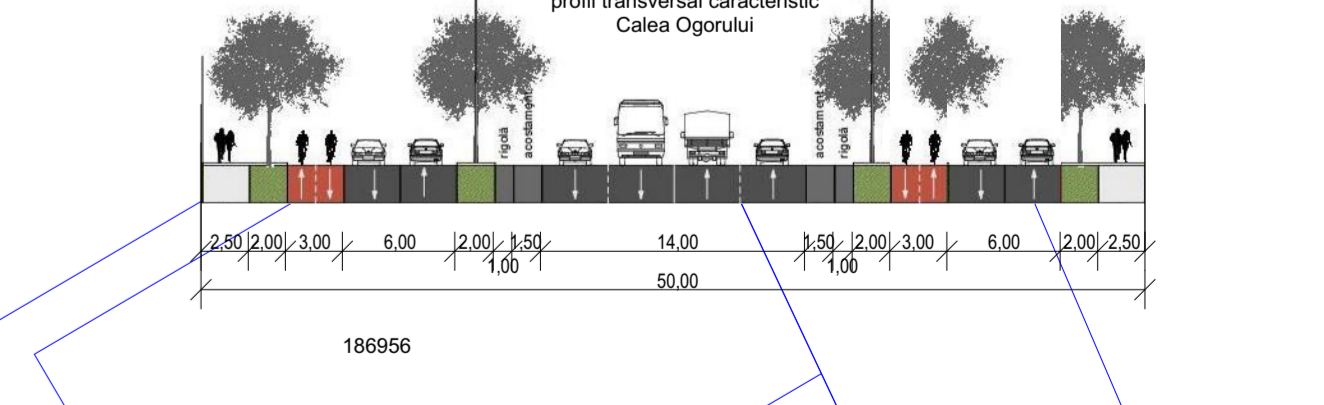 profil transversal caracteristic
Calea Ogorului
rigolă
acostament
acostament
rigolă
2,50 2,00 3,00 6,00 2,00 1,50 14,00 1,50 2,00 3,00 6,00 2,00 2,50
1,00 1,00
50,00
186956